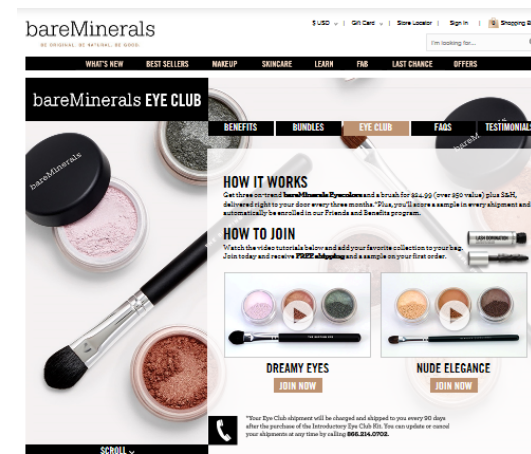 bareMinerals
BE ORIGINAL. BE NATURAL. BE GOOD.
$ USD | Gift Card | Store Locator | Sign In | Shopping B
I'm looking for...
WHAT'S NEW BEST SELLERS MAKEUP SKINCARE LEARN FAB LAST CHANCE OFFERS
bareMinerals EYE CLUB
BENEFITS BUNDLES EYE CLUB FAQS TESTIMONIALS
bareMinerals
bareMinerals
HOW IT WORKS
Get three on-trend bareMinerals Eyecolors and a brush for $24.99 (over $50 value) plus S&H,
delivered right to your door every three months.*Plus, you'll score a sample in every shipment and
automatically be enrolled in our Friends and Benefits program.
HOW TO JOIN
Watch the video tutorials below and add your favorite collection to your bag.
Join today and receive FREE shipping and a sample on your first order.
LASH DOMINATION
DREAMY EYES
JOIN NOW
NUDE ELEGANCE
JOIN NOW
*Your Eye Club shipment will be charged and shipped to you every 90 days
after the purchase of the Introductory Eye Club Kit. You can update or cancel
your shipments at any time by calling 866.214.0702.
SCROLL